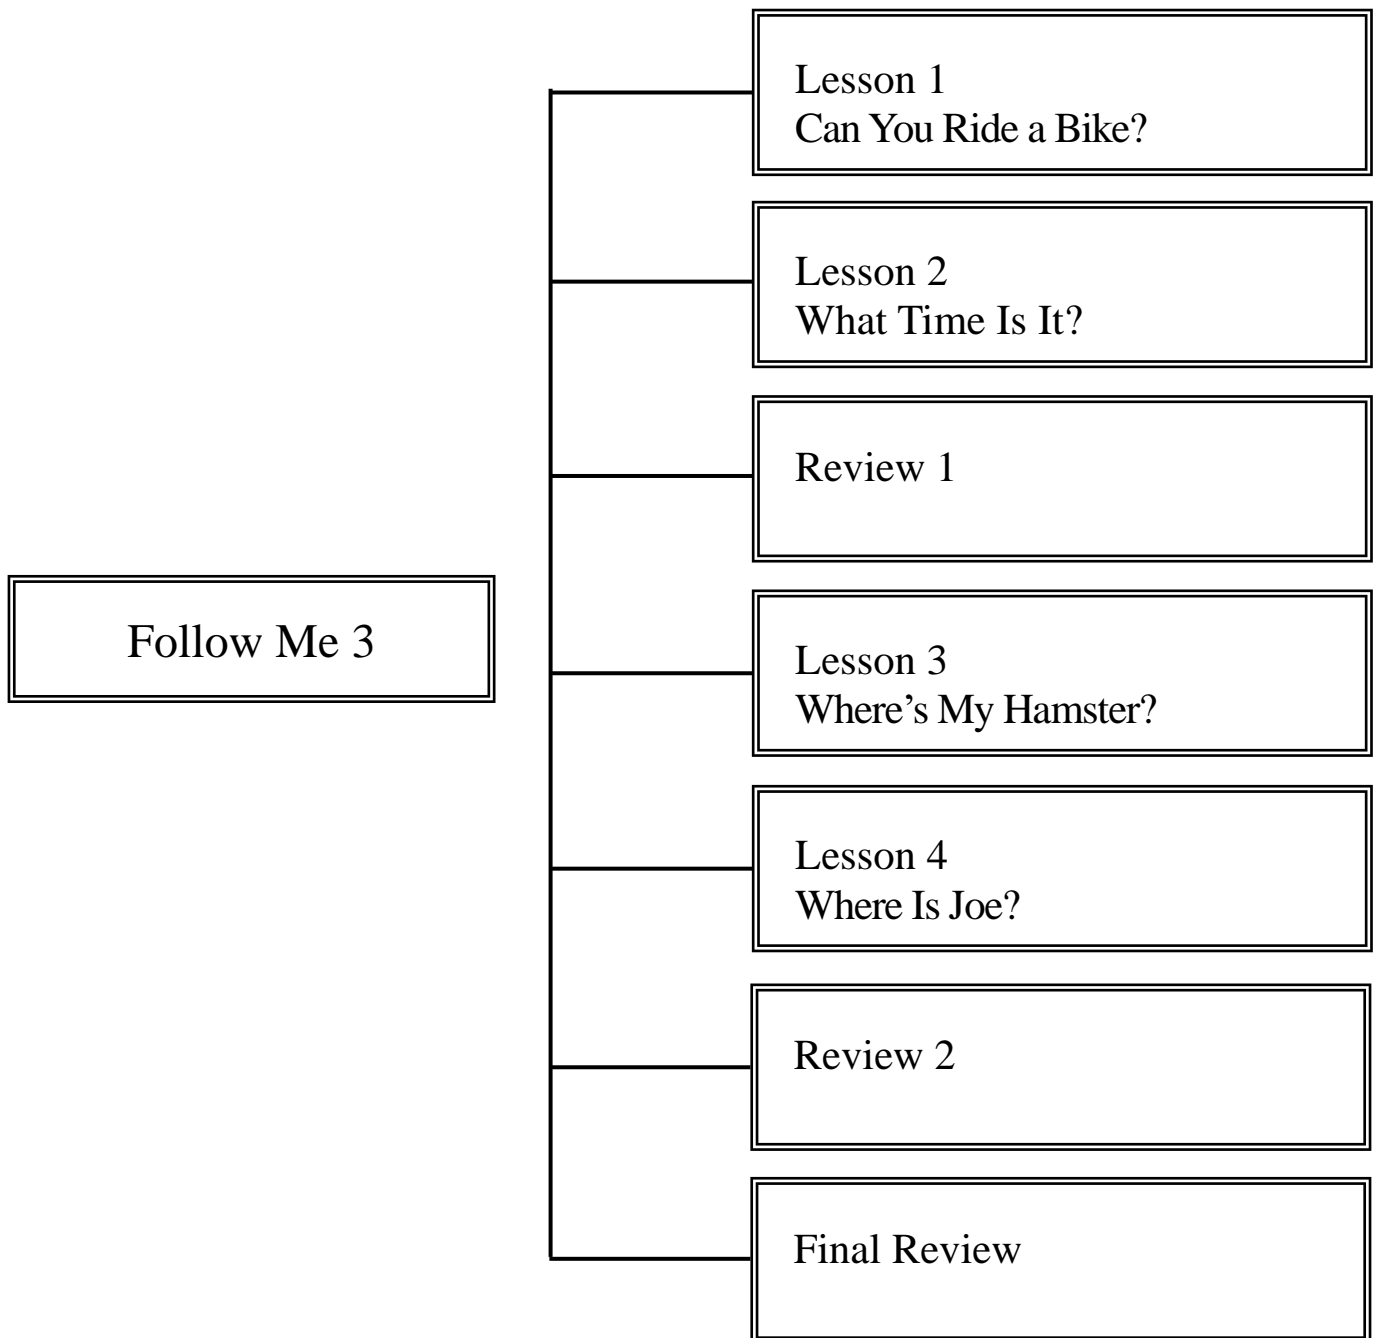 Lesson 1
Can You Ride a Bike?
Lesson 2
What Time Is It?
Review 1
Follow Me 3
Lesson 3
Where’s My Hamster?
Lesson 4
Where Is Joe?
Review 2
Final Review